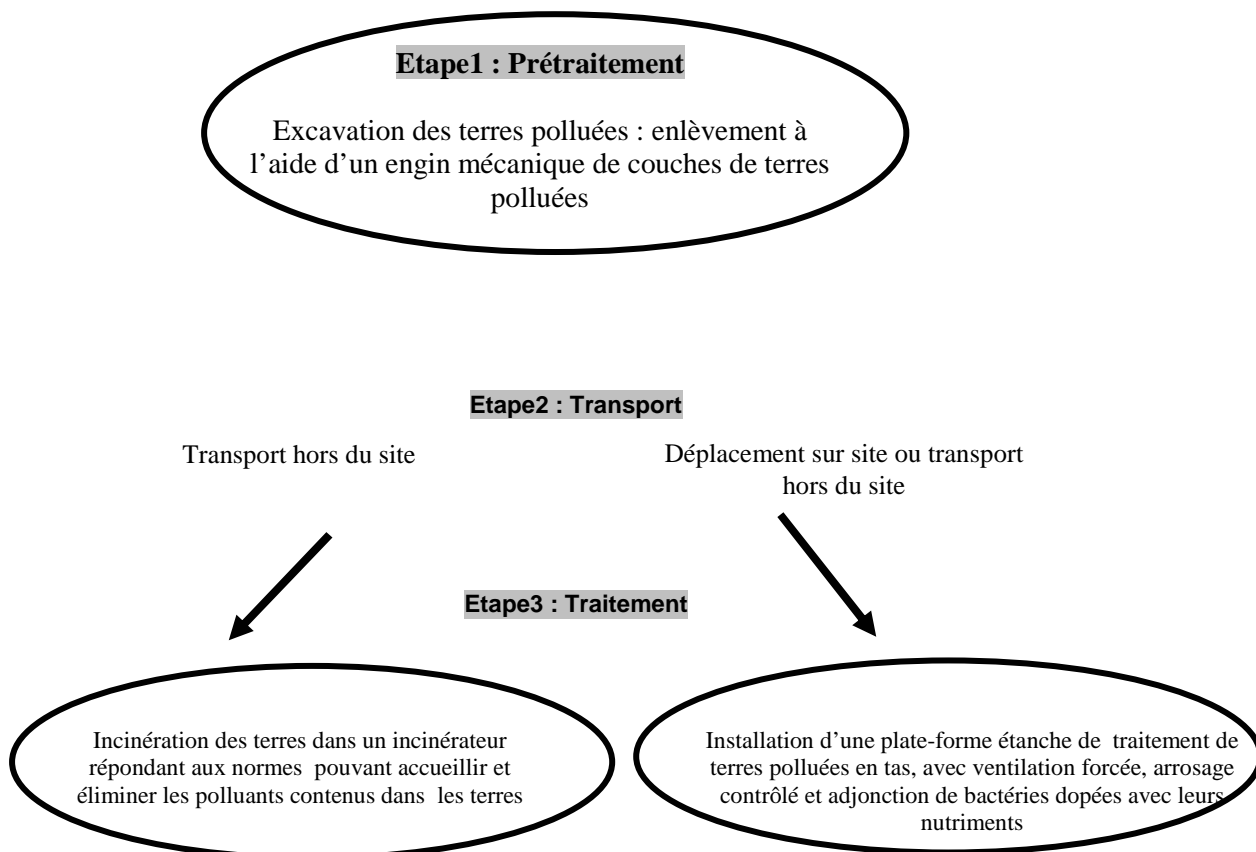 Etape1 : Prétraitement
Excavation des terres polluées : enlèvement à
l’aide d’un engin mécanique de couches de terres
polluées
Etape2 : Transport
Transport hors du site
Déplacement sur site ou transport
hors du site
Etape3 : Traitement
Incinération des terres dans un incinérateur
répondant aux normes pouvant accueillir et
éliminer les polluants contenus dans les terres
Installation d’une plate-forme étanche de traitement de
terres polluées en tas, avec ventilation forcée, arrosage
contrôlé et adjonction de bactéries dopées avec leurs
nutriments